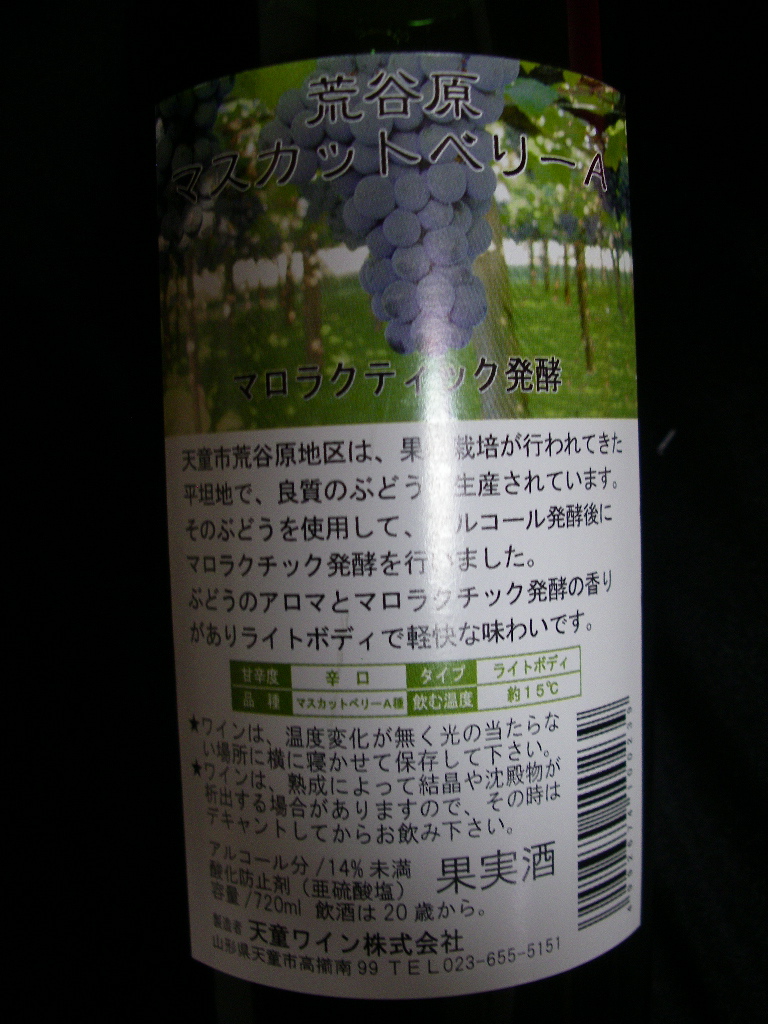 荒谷原
マスカットベリーA
マロラクティック発酵
天童市荒谷原地区は、果 栽培が行われてきた
平坦地で、良質のぶどう 生産されています。
そのぶどうを使用して、 ルコール発酵後に
マロラクチック発酵を行いました。
ぶどうのアロマとマロラクチック発酵の香り
がありライトボディで軽快な味わいです。
甘辛度 辛口 タイプ ライトボディ
品種 マスカットベリーA種 飲む温度 約15℃
★ワインは、温度変化が無く光の当たらな
い場所に横に寝かせて保存して下さい。
★ワインは、熟成によって結晶や沈殿物が
析出する場合がありますので、その時は
デキャントしてからお飲み下さい。
アルコール分/14%未満
酸化防止剤（亜硫酸塩） 果実酒
容量/720ml 飲酒は20歳から。
製造者 天童ワイン株式会社
山形県天童市高擶南99 TEL023-655-5151